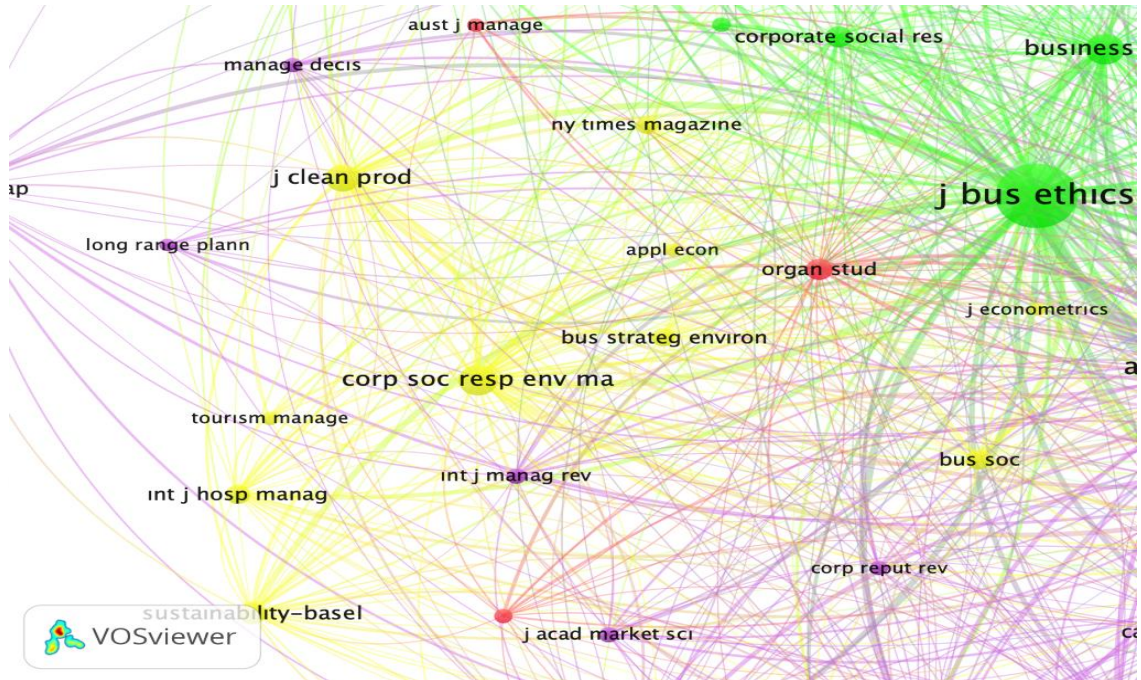 aust j manage
corporate social res
business
manage decis
ny times magazine
j clean prod
ap
j bus ethics
long range plann
appl econ
organ stud
j econometrics
bus strateg environ
a
corp soc resp env ma
tourism manage
bus soc
int j manag rev
int j hosp manag
corp reput rev
sustainability-basel
VOSviewer
j acad market sci
ca